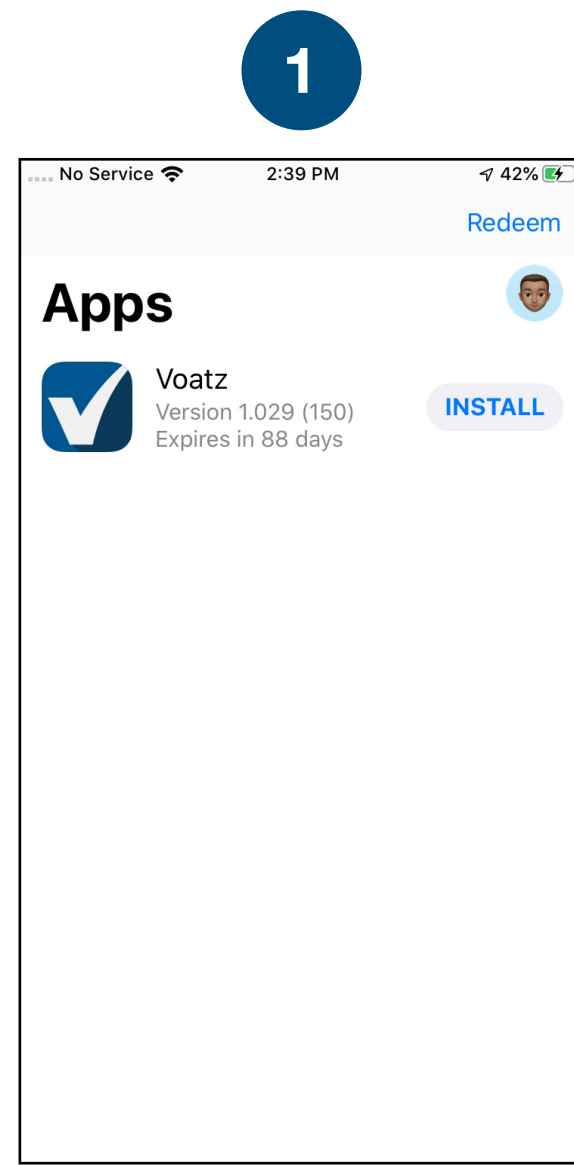 1
No Service 2:39 PM 42%
Redeem
Apps
Voatz
Version 1.029 (150)
Expires in 88 days
INSTALL